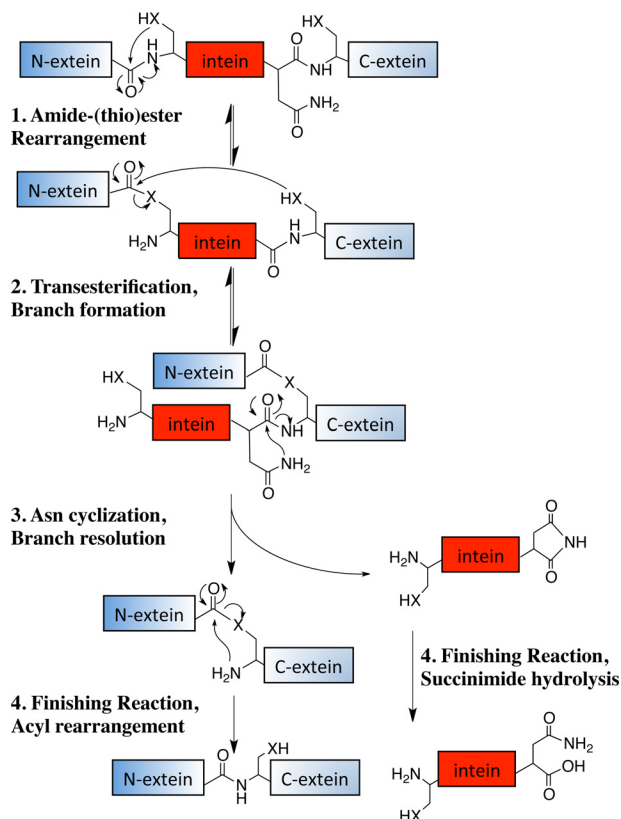 HX
HX
N-extein
H
N
intein
O
N
H
C-extein
O
NH2
O
1. Amide-(thio)ester
Rearrangement
O
N-extein
X
HX
H2N
intein
H
N
O
C-extein
2. Transesterification,
Branch formation
O
N-extein
HX
X
O
H2N
intein
NH
C-extein
NH2
O
3. Asn cyclization,
Branch resolution
O
H2N
intein
NH
O
HX
O
N-extein
X
H2N
C-extein
4. Finishing Reaction,
Succinimide hydrolysis
4. Finishing Reaction,
Acyl rearrangement
XH
O
N-extein
N
H
C-extein
O
NH2
H2N
intein
OH
O
HX